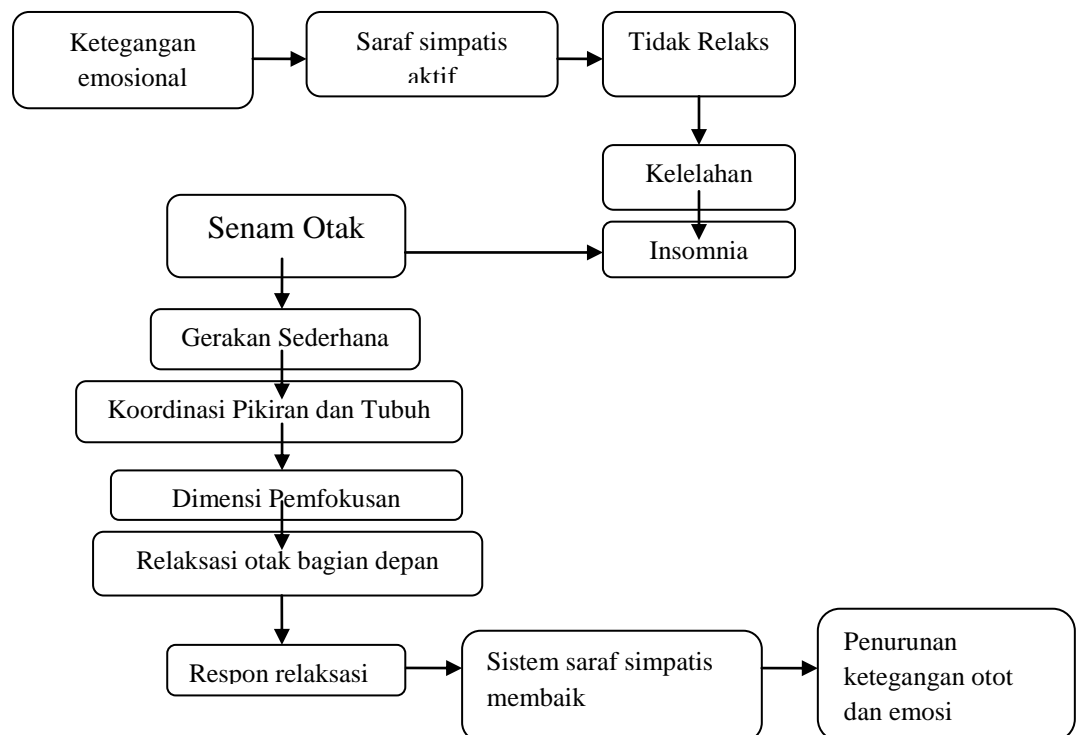 Ketegangan
emosional
Saraf simpatis
aktif
Tidak Relaks
Kelelahan
Senam Otak
Insomnia
Gerakan Sederhana
Koordinasi Pikiran dan Tubuh
Dimensi Pemfokusan
Relaksasi otak bagian depan
Respon relaksasi
Sistem saraf simpatis
membaik
Penurunan
ketegangan otot
dan emosi